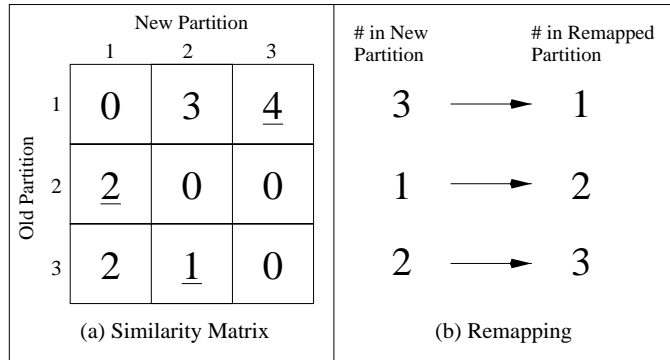 New Partition
1 2 3
Old Partition
1 0 3 4
2 2 0 0
3 2 1 0
(a) Similarity Matrix
# in New
Partition
# in Remapped
Partition
3 1
1 2
2 3
(b) Remapping